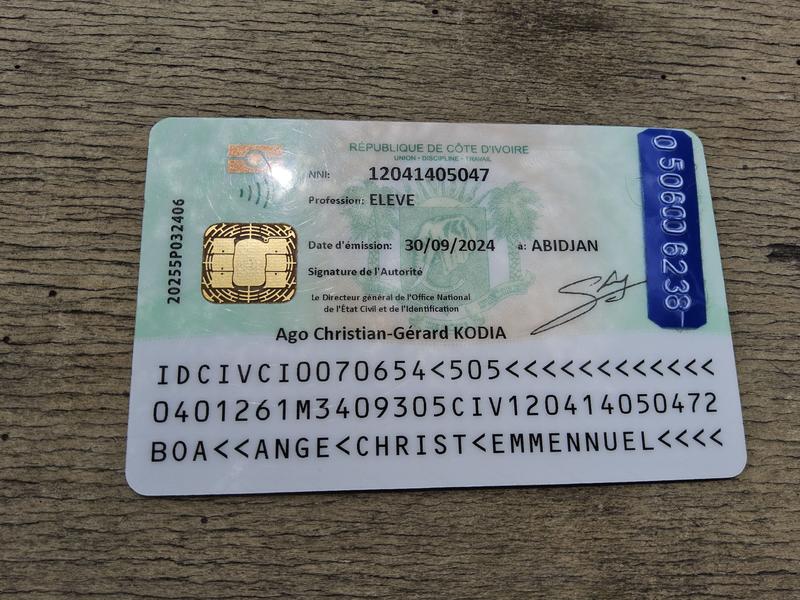 RÉPUBLIQUE DE CÔTE D'IVOIRE
UNION - DISCIPLINE - TRAVAIL
NNI: 12041405047
Profession: ELEVE
Date d'émission: 30/09/2024 à: ABIDJAN
Signature de l'Autorité
Le Directeur général de l'Office National
de l'État Civil et de l'Identification
Ago Christian-Gérard KODIA
20255P032406
0 50600 6238
IDCIVCI0070654<505<<<<<<<<<<<<
0401261M3409305CIV120414050472
BOA<<ANGE<CHRIST<EMMENNUEL<<<<